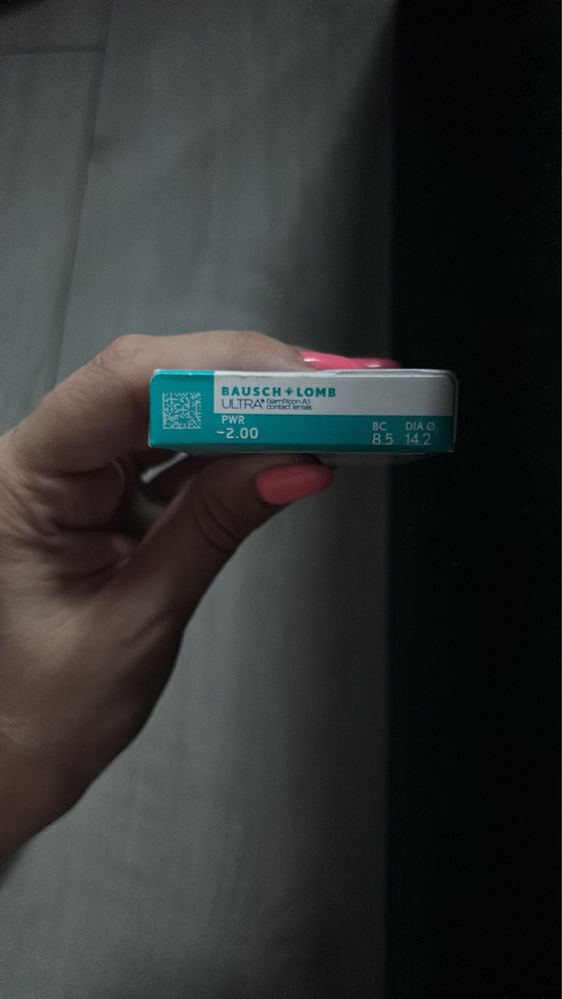 BAUSCH + LOMB
ULTRA® (samfilcon A)
contact lenses
PWR
-2.00
BC
8.5
DIA Ø
14.2